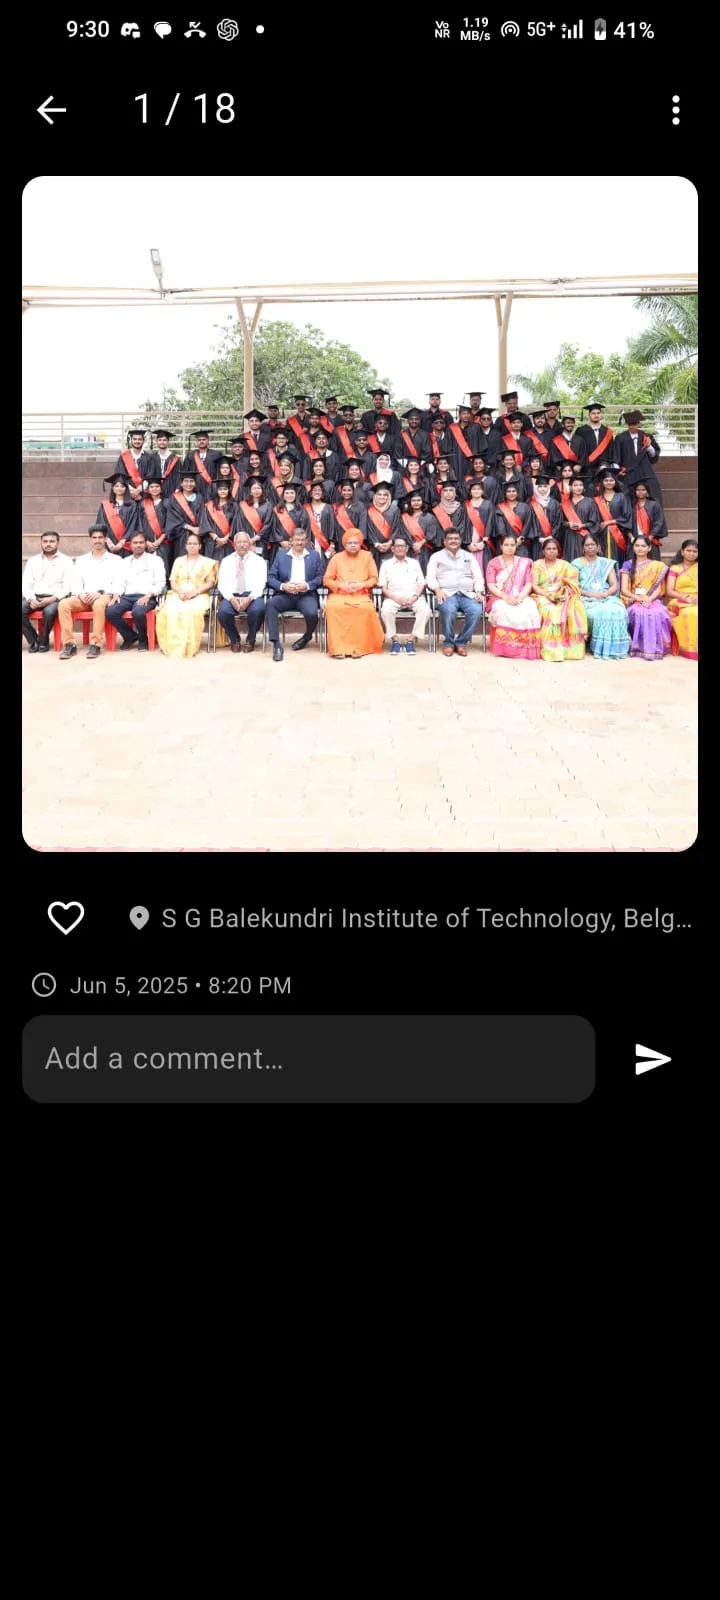 9:30 Vo NR 1.19 MB/s 5G+ 41%
1 / 18
S G Balekundri Institute of Technology, Belg...
Jun 5, 2025 • 8:20 PM
Add a comment...